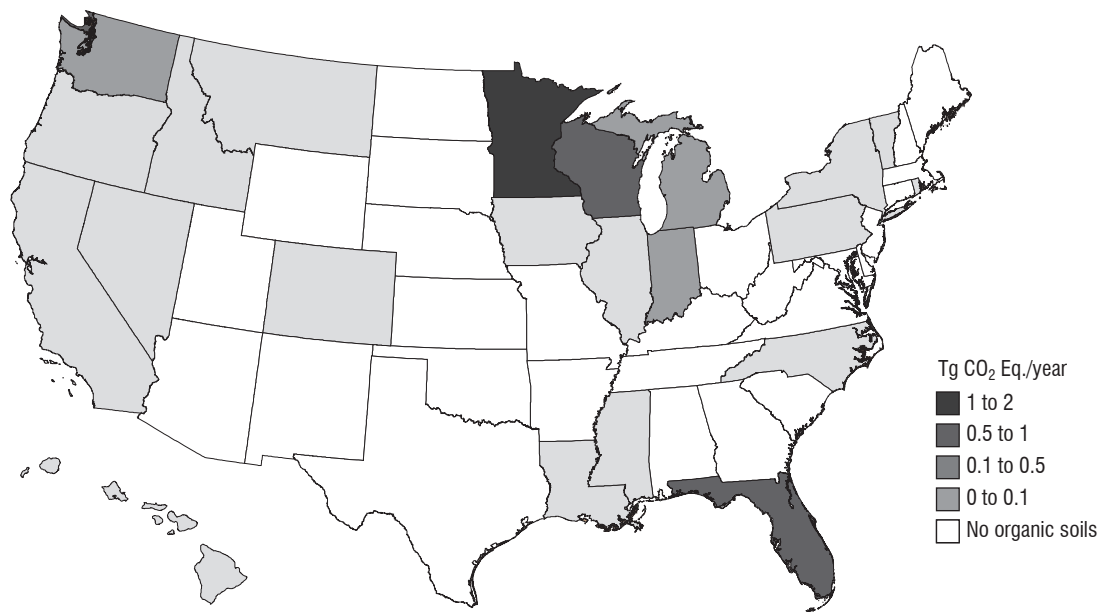 Tg CO₂ Eq./year
1 to 2
0.5 to 1
0.1 to 0.5
0 to 0.1
No organic soils